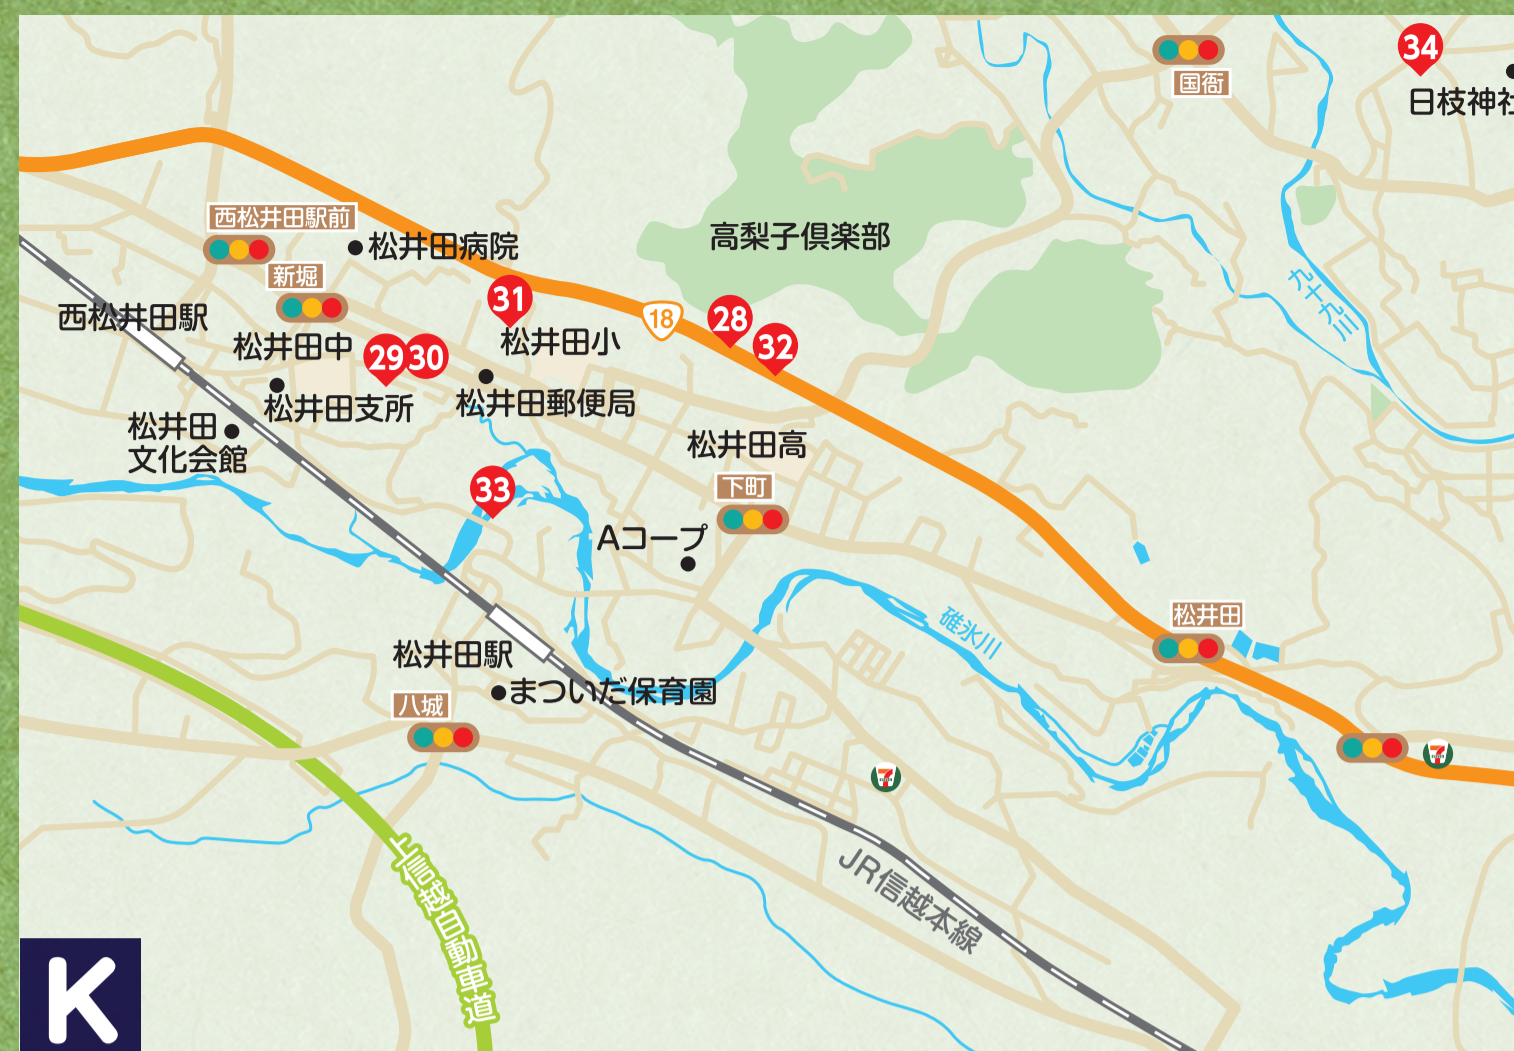 34
国衙
日枝神社
西松井田駅前
松井田病院
高梨子倶楽部
新堀
九十九川
31
西松井田駅
18
28
松井田小
松井田中
29
30
32
松井田支所
松井田郵便局
松井田
文化会館
松井田高
33
下町
Aコープ
碓氷川
松井田
松井田駅
まついだ保育園
八城
7
7
JR信越本線
上信越自動車道
K